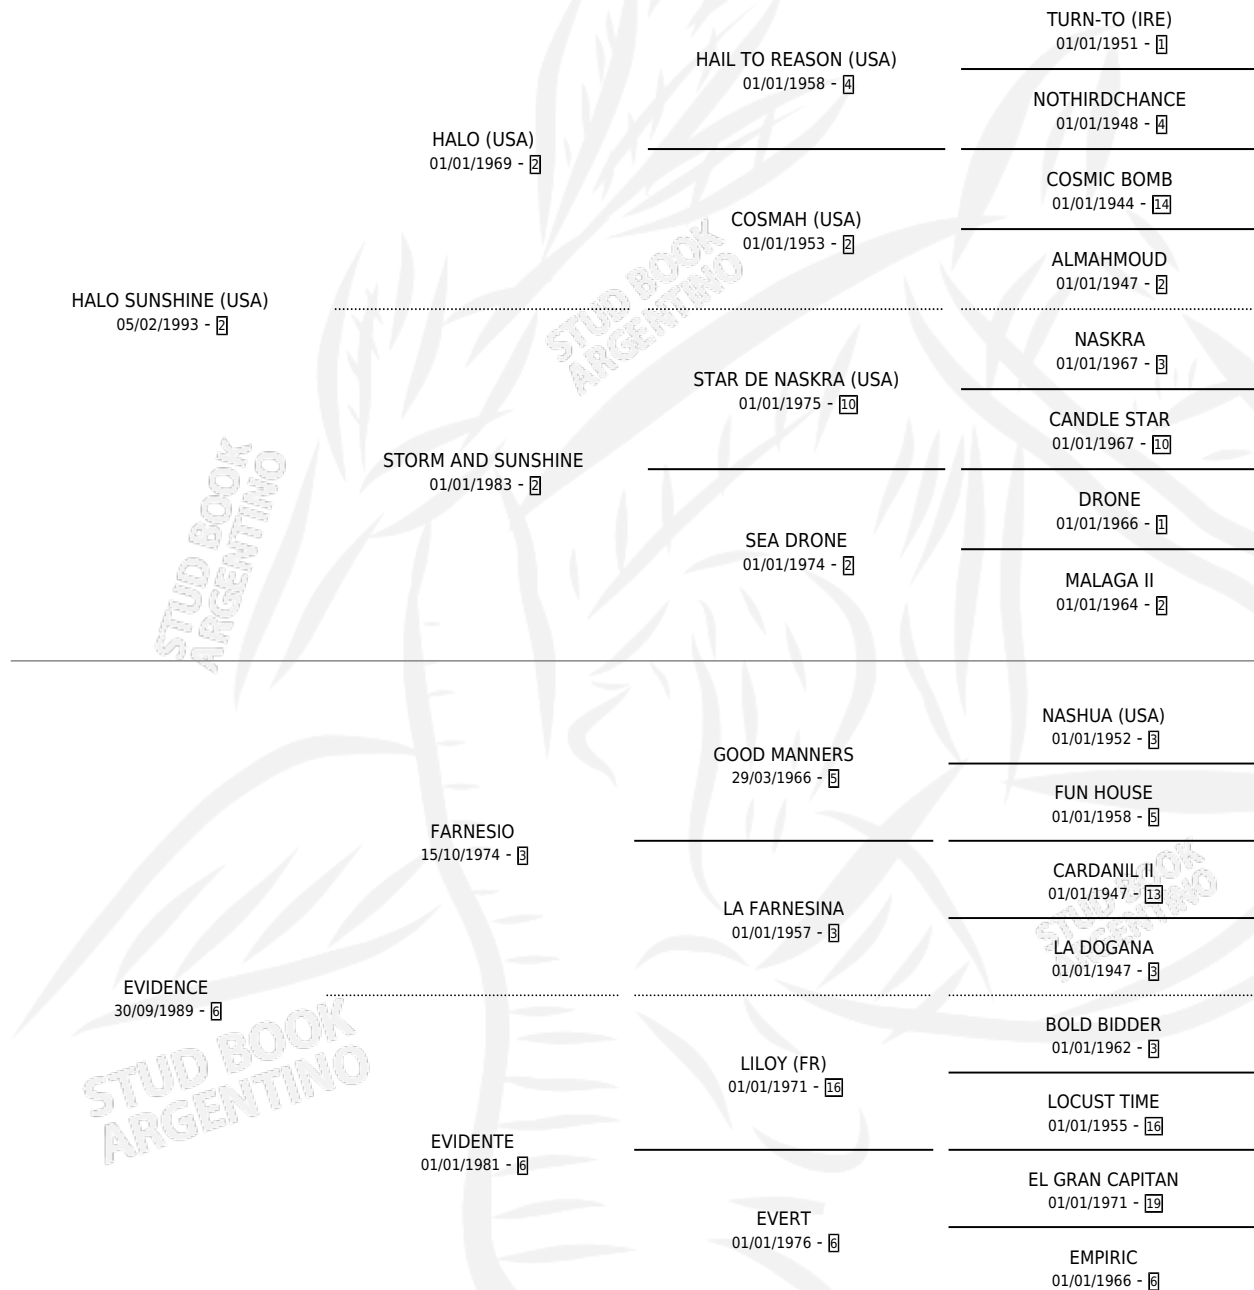 TURN-TO (IRE)
01/01/1951 - 1
HAIL TO REASON (USA)
01/01/1958 - 4
NOTHIRDCHANCE
01/01/1948 - 4
HALO (USA)
01/01/1969 - 2
COSMIC BOMB
01/01/1944 - 14
COSMAH (USA)
01/01/1953 - 2
ALMAHMOUD
01/01/1947 - 2
HALO SUNSHINE (USA)
05/02/1993 - 2
NASKRA
01/01/1967 - 3
STAR DE NASKRA (USA)
01/01/1975 - 10
CANDLE STAR
01/01/1967 - 10
STORM AND SUNSHINE
01/01/1983 - 2
DRONE
01/01/1966 - 1
SEA DRONE
01/01/1974 - 2
MALAGA II
01/01/1964 - 2
NASHUA (USA)
01/01/1952 - 3
GOOD MANNERS
29/03/1966 - 5
FUN HOUSE
01/01/1958 - 5
FARNESIO
15/10/1974 - 3
CARDANIL II
01/01/1947 - 13
LA FARNESINA
01/01/1957 - 3
LA DOGANA
01/01/1947 - 3
EVIDENCE
30/09/1989 - 6
BOLD BIDDER
01/01/1962 - 3
LILOY (FR)
01/01/1971 - 16
LOCUST TIME
01/01/1955 - 16
EVIDENTE
01/01/1981 - 6
EL GRAN CAPITAN
01/01/1971 - 19
EVERT
01/01/1976 - 6
EMPIRIC
01/01/1966 - 6
STUD BOOK
ARGENTINO
STUD BOOK
ARGENTINO
STUD BOOK
ARGENTINO
STUD BOOK
ARGENTINO